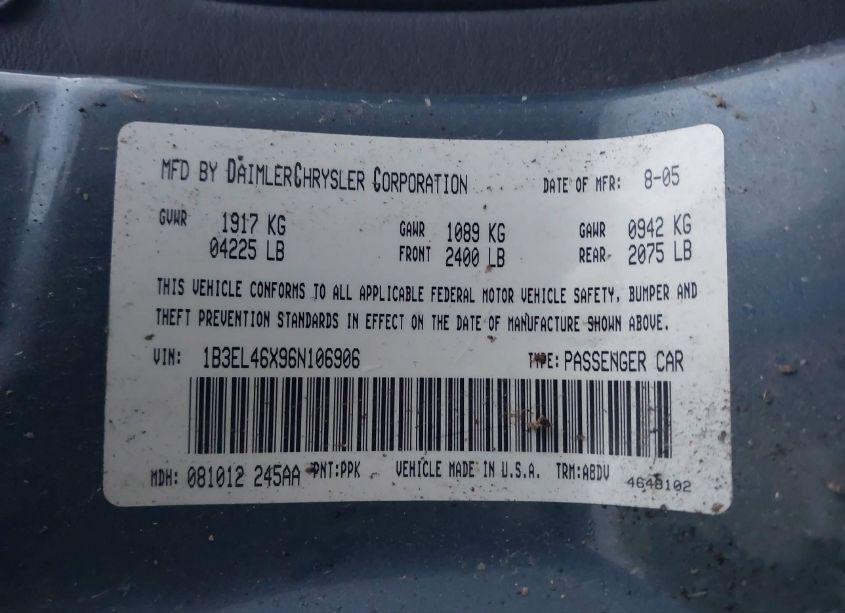 MFD BY DAIMLERCHRYSLER CORPORATION DATE OF MFR: 8-05
GVWR 1917 KG GAWR 1089 KG GAWR 0942 KG
04225 LB FRONT 2400 LB REAR 2075 LB
THIS VEHICLE CONFORMS TO ALL APPLICABLE FEDERAL MOTOR VEHICLE SAFETY, BUMPER AND
THEFT PREVENTION STANDARDS IN EFFECT ON THE DATE OF MANUFACTURE SHOWN ABOVE.
VIN: 1B3EL46X96N106906 TYPE: PASSENGER CAR
MDH: 081012 245AA PNT:PPK VEHICLE MADE IN U.S.A. TRM:A8DV
4648102